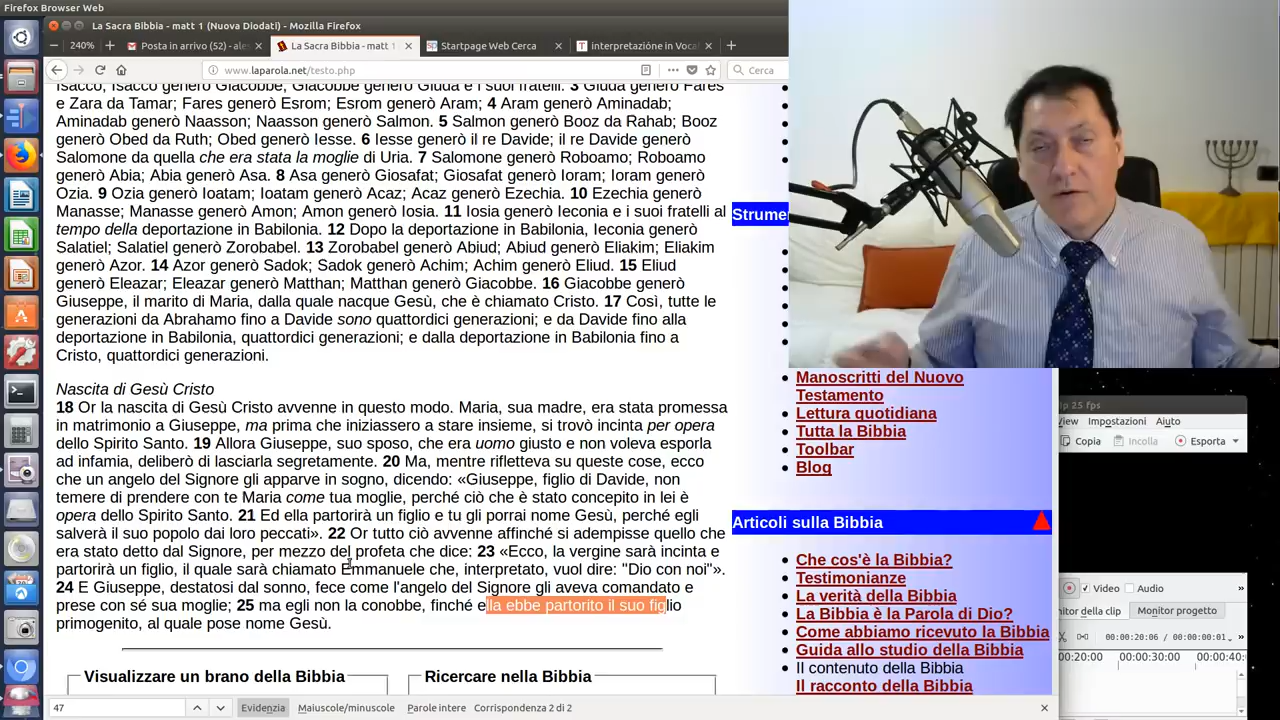 Firefox Browser Web
La Sacra Bibbia - matt 1 (Nuova Diodati) - Mozilla Firefox
240%
Posta in arrivo (52) - ale
La Sacra Bibbia - matt 1
Startpage Web Cerca
interpretazióne in Voca
www.laparola.net/testo.php
Cerca
Isacco; Isacco generò Giacobbe; Giacobbe generò Giuda e i suoi fratelli. 3 Giuda generò Fares
e Zara da Tamar; Fares generò Esrom; Esrom generò Aram; 4 Aram generò Aminadab;
Aminadab generò Naasson; Naasson generò Salmon. 5 Salmon generò Booz da Rahab; Booz
generò Obed da Ruth; Obed generò Iesse. 6 Iesse generò il re Davide; il re Davide generò
Salomone da quella che era stata la moglie di Uria. 7 Salomone generò Roboamo; Roboamo
generò Abia; Abia generò Asa. 8 Asa generò Giosafat; Giosafat generò Ioram; Ioram generò
Ozia. 9 Ozia generò Ioatam; Ioatam generò Acaz; Acaz generò Ezechia. 10 Ezechia generò
Manasse; Manasse generò Amon; Amon generò Iosia. 11 Iosia generò Ieconia e i suoi fratelli al
tempo della deportazione in Babilonia. 12 Dopo la deportazione in Babilonia, Ieconia generò
Salatiel; Salatiel generò Zorobabel. 13 Zorobabel generò Abiud; Abiud generò Eliakim; Eliakim
generò Azor. 14 Azor generò Sadok; Sadok generò Achim; Achim generò Eliud. 15 Eliud
generò Eleazar; Eleazar generò Matthan; Matthan generò Giacobbe. 16 Giacobbe generò
Giuseppe, il marito di Maria, dalla quale nacque Gesù, che è chiamato Cristo. 17 Così, tutte le
generazioni da Abrahamo fino a Davide sono quattordici generazioni; e da Davide fino alla
deportazione in Babilonia, quattordici generazioni; e dalla deportazione in Babilonia fino a
Cristo, quattordici generazioni.
Nascita di Gesù Cristo
18 Or la nascita di Gesù Cristo avvenne in questo modo. Maria, sua madre, era stata promessa
in matrimonio a Giuseppe, ma prima che iniziassero a stare insieme, si trovò incinta per opera
dello Spirito Santo. 19 Allora Giuseppe, suo sposo, che era uomo giusto e non voleva esporla
ad infamia, deliberò di lasciarla segretamente. 20 Ma, mentre rifletteva su queste cose, ecco
che un angelo del Signore gli apparve in sogno, dicendo: «Giuseppe, figlio di Davide, non
temere di prendere con te Maria come tua moglie, perché ciò che è stato concepito in lei è
opera dello Spirito Santo. 21 Ed ella partorirà un figlio e tu gli porrai nome Gesù, perché egli
salverà il suo popolo dai loro peccati». 22 Or tutto ciò avvenne affinché si adempisse quello che
era stato detto dal Signore, per mezzo del profeta che dice: 23 «Ecco, la vergine sarà incinta e
partorirà un figlio, il quale sarà chiamato Emmanuele che, interpretato, vuol dire: "Dio con noi"».
24 E Giuseppe, destatosi dal sonno, fece come l'angelo del Signore gli aveva comandato e
prese con sé sua moglie; 25 ma egli non la conobbe, finché ella ebbe partorito il suo figlio
primogenito, al quale pose nome Gesù.
Visualizzare un brano della Bibbia
Ricercare nella Bibbia
Manoscritti del Nuovo
Testamento
Lettura quotidiana
Tutta la Bibbia
Toolbar
Blog
Articoli sulla Bibbia
Che cos'è la Bibbia?
Testimonianze
La verità della Bibbia
La Bibbia è la Parola di Dio?
Come abbiamo ricevuto la Bibbia
Guida allo studio della Bibbia
Il contenuto della Bibbia
Il racconto della Bibbia
25 fps
Impostazioni Aiuto
Copia Incolla Esporta
Video Audio
Monitor della clip Monitor progetto
00:00:20:06 / 00:00:00:01
00:00:30:00
47
Evidenzia
Maiuscole/minuscole
Parole intere
Corrispondenza 2 di 2